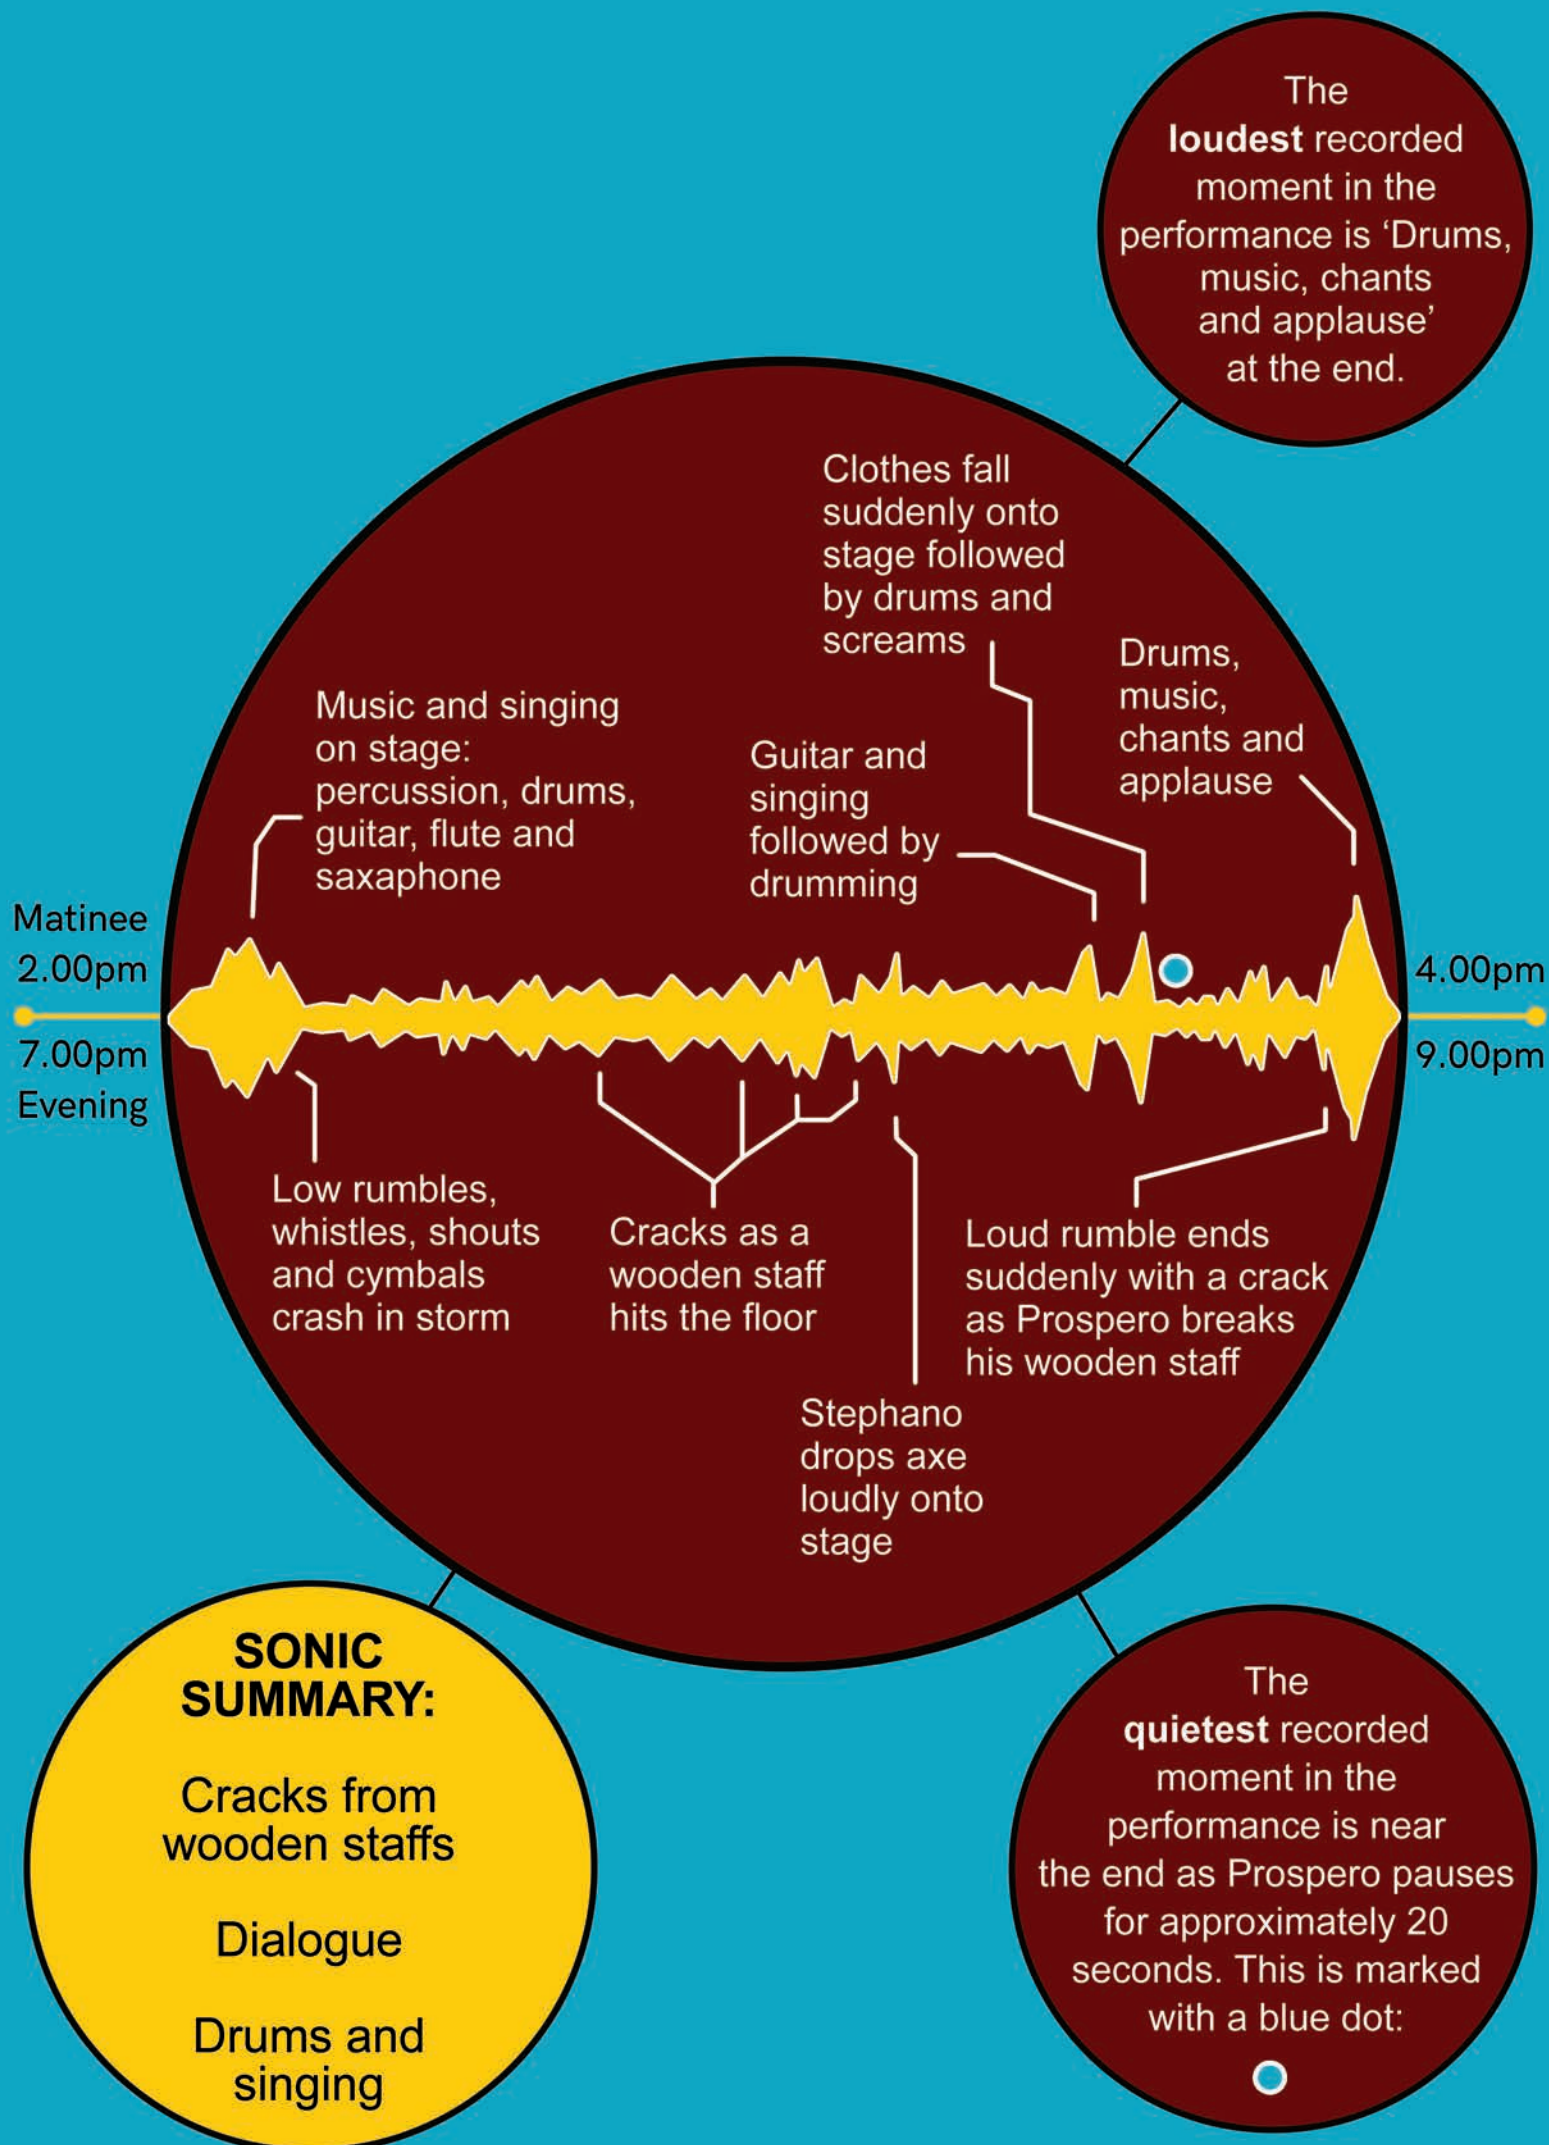 The
loudest recorded
moment in the
performance is ‘Drums,
music, chants
and applause’
at the end.
Clothes fall
suddenly onto
stage followed
by drums and
screams
Drums,
music,
chants and
applause
Music and singing
on stage:
percussion, drums,
guitar, flute and
saxaphone
Guitar and
singing
followed by
drumming
Matinee
2.00pm
7.00pm
Evening
4.00pm
9.00pm
Low rumbles,
whistles, shouts
and cymbals
crash in storm
Cracks as a
wooden staff
hits the floor
Loud rumble ends
suddenly with a crack
as Prospero breaks
his wooden staff
Stephano
drops axe
loudly onto
stage
SONIC
SUMMARY:
Cracks from
wooden staffs
Dialogue
Drums and
singing
The
quietest recorded
moment in the
performance is near
the end as Prospero pauses
for approximately 20
seconds. This is marked
with a blue dot: